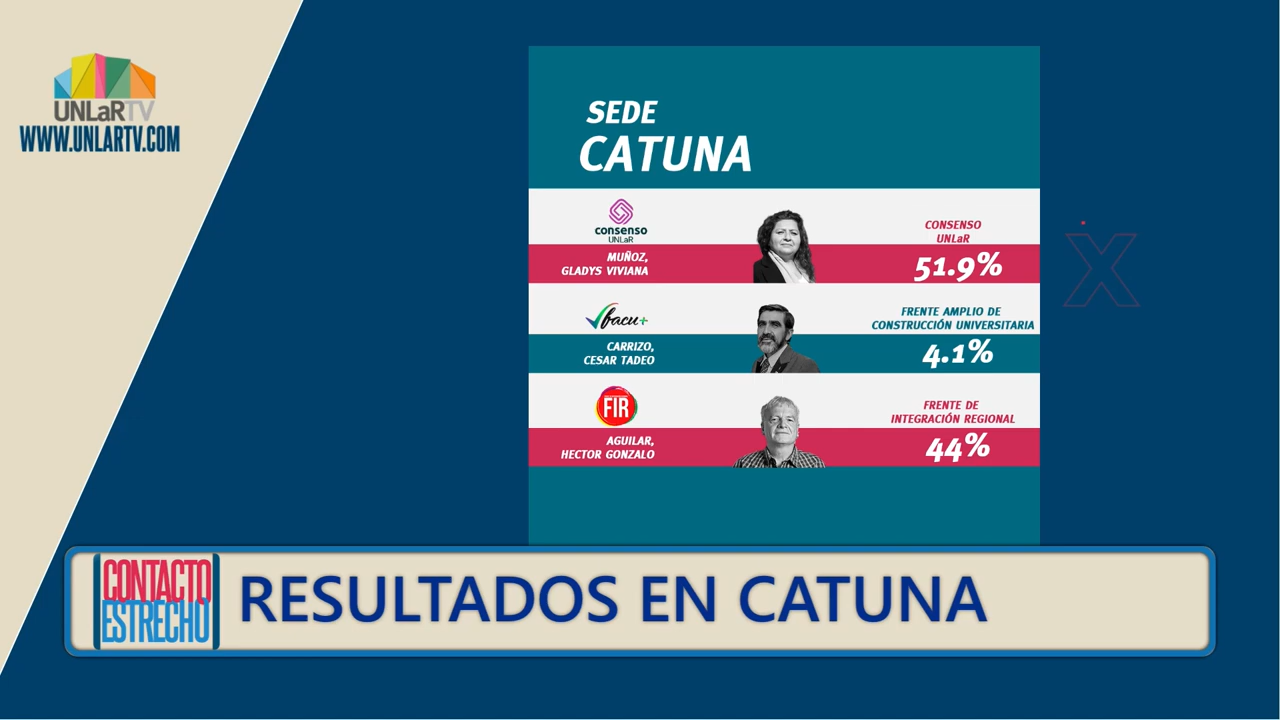 UNLaRTV
WWW.UNLARTV.COM
SEDE
CATUNA
consenso
UNLaR
MUÑOZ,
GLADYS VIVIANA
CONSENSO
UNLaR
51.9%
facu+
CARRIZO,
CESAR TADEO
FRENTE AMPLIO DE
CONSTRUCCIÓN UNIVERSITARIA
4.1%
FIR
AGUILAR,
HECTOR GONZALO
FRENTE DE
INTEGRACIÓN REGIONAL
44%
X
CONTACTO
ESTRECHO
RESULTADOS EN CATUNA